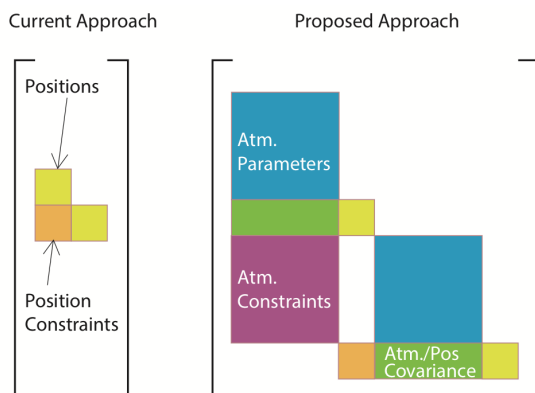 Current Approach
Proposed Approach
Positions
Position
Constraints
Atm.
Parameters
Atm.
Constraints
Atm./Pos
Covariance